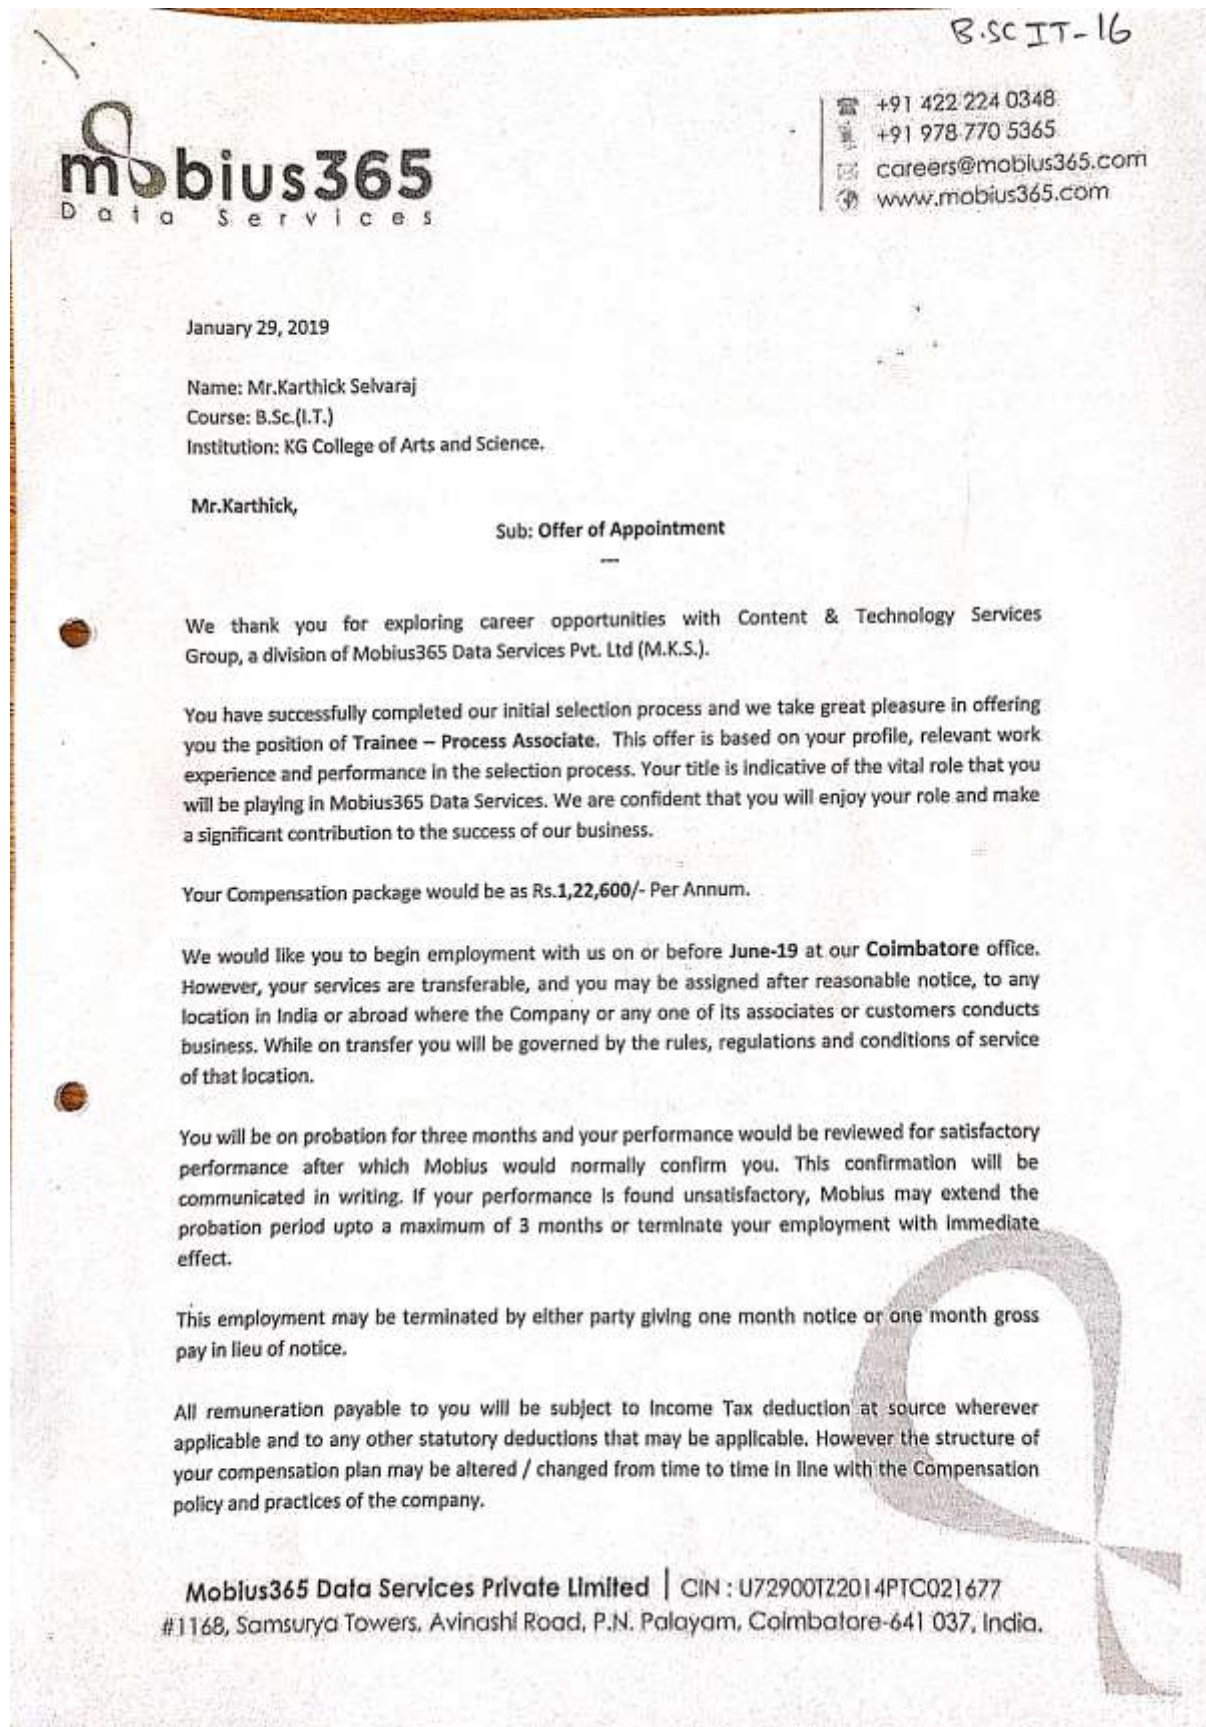 B.SC IT-16
mobius365
Data Services
+91 422 224 0348
+91 978 770 5365
careers@mobius365.com
www.mobius365.com
January 29, 2019
Name: Mr.Karthick Selvaraj
Course: B.Sc.(I.T.)
Institution: KG College of Arts and Science.
Mr.Karthick,
Sub: Offer of Appointment
---
We thank you for exploring career opportunities with Content & Technology Services
Group, a division of Mobius365 Data Services Pvt. Ltd (M.K.S.).
You have successfully completed our initial selection process and we take great pleasure in offering
you the position of Trainee – Process Associate. This offer is based on your profile, relevant work
experience and performance in the selection process. Your title is indicative of the vital role that you
will be playing in Mobius365 Data Services. We are confident that you will enjoy your role and make
a significant contribution to the success of our business.
Your Compensation package would be as Rs.1,22,600/- Per Annum.
We would like you to begin employment with us on or before June-19 at our Coimbatore office.
However, your services are transferable, and you may be assigned after reasonable notice, to any
location in India or abroad where the Company or any one of its associates or customers conducts
business. While on transfer you will be governed by the rules, regulations and conditions of service
of that location.
You will be on probation for three months and your performance would be reviewed for satisfactory
performance after which Mobius would normally confirm you. This confirmation will be
communicated in writing. If your performance is found unsatisfactory, Mobius may extend the
probation period upto a maximum of 3 months or terminate your employment with immediate
effect.
This employment may be terminated by either party giving one month notice or one month gross
pay in lieu of notice.
All remuneration payable to you will be subject to Income Tax deduction at source wherever
applicable and to any other statutory deductions that may be applicable. However the structure of
your compensation plan may be altered / changed from time to time in line with the Compensation
policy and practices of the company.
Mobius365 Data Services Private Limited | CIN : U72900TZ2014PTC021677
#1168, Samsurya Towers, Avinashi Road, P.N. Palayam, Coimbatore-641 037, India.